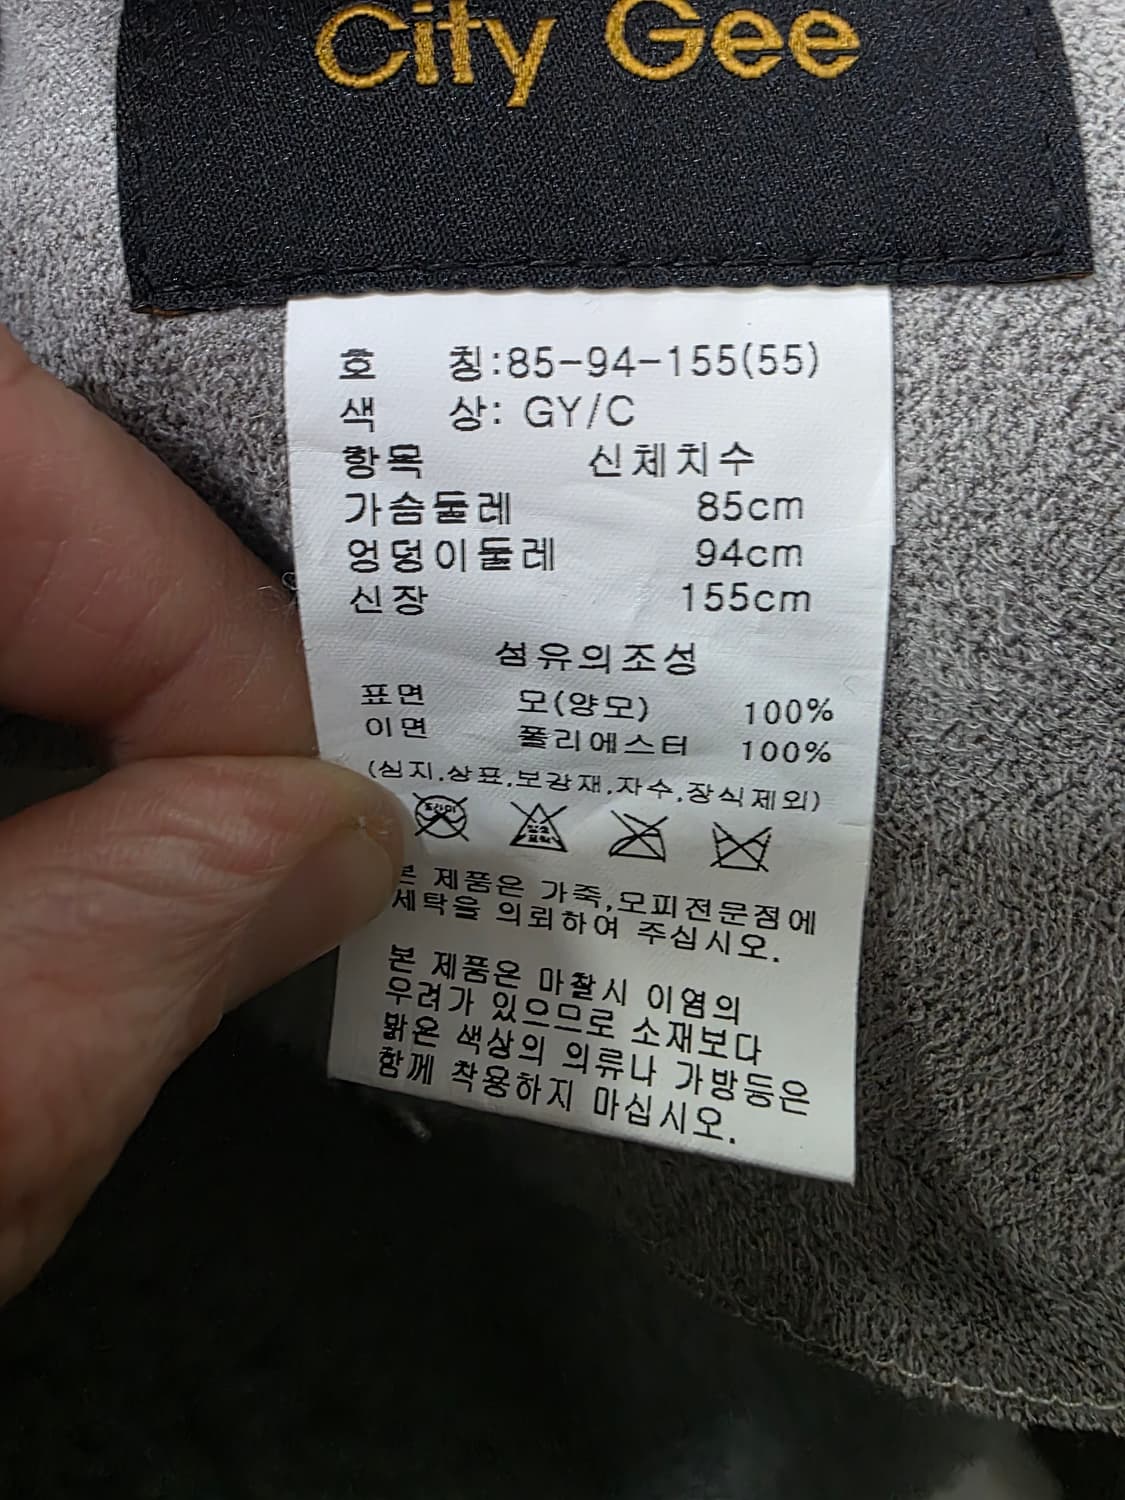 City Gee
호 칭:85-94-155(55)
색 상: GY/C
항목 신체치수
가슴둘레 85cm
엉덩이둘레 94cm
신장 155cm
섬유의조성
표면 모(양모) 100%
이면 폴리에스터 100%
(심지,상표,보강재,자수,장식제외)
드라이
본 제품은 가죽,모피전문점에
세탁을 의뢰하여 주십시오.
본 제품은 마찰시 이염의
우려가 있으므로 소재보다
밝은 색상의 의류나 가방등은
함께 착용하지 마십시오.